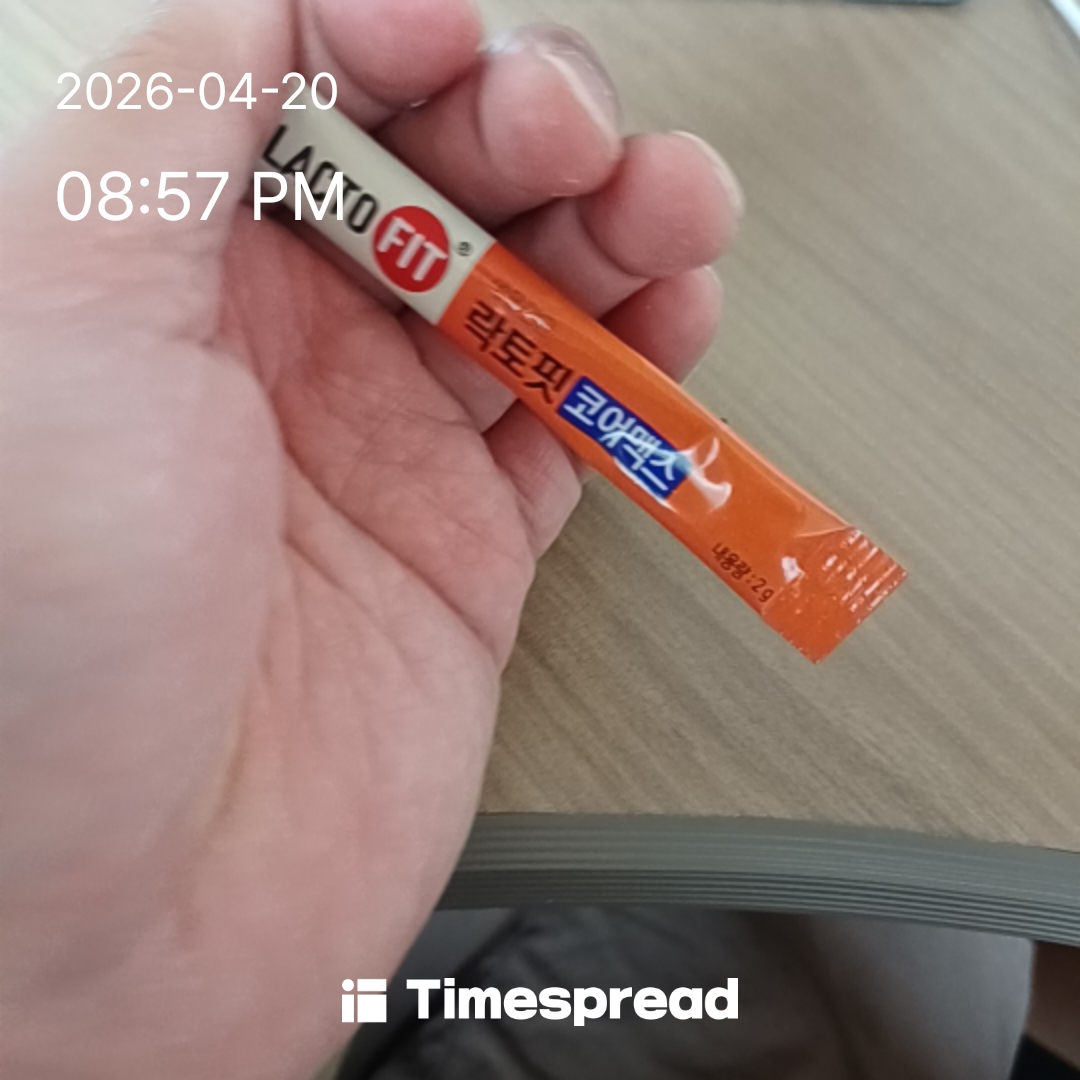 2026-04-20
08:57 PM
LACTO FIT®
락토핏
코어맥스
내용량:2g
Timespread